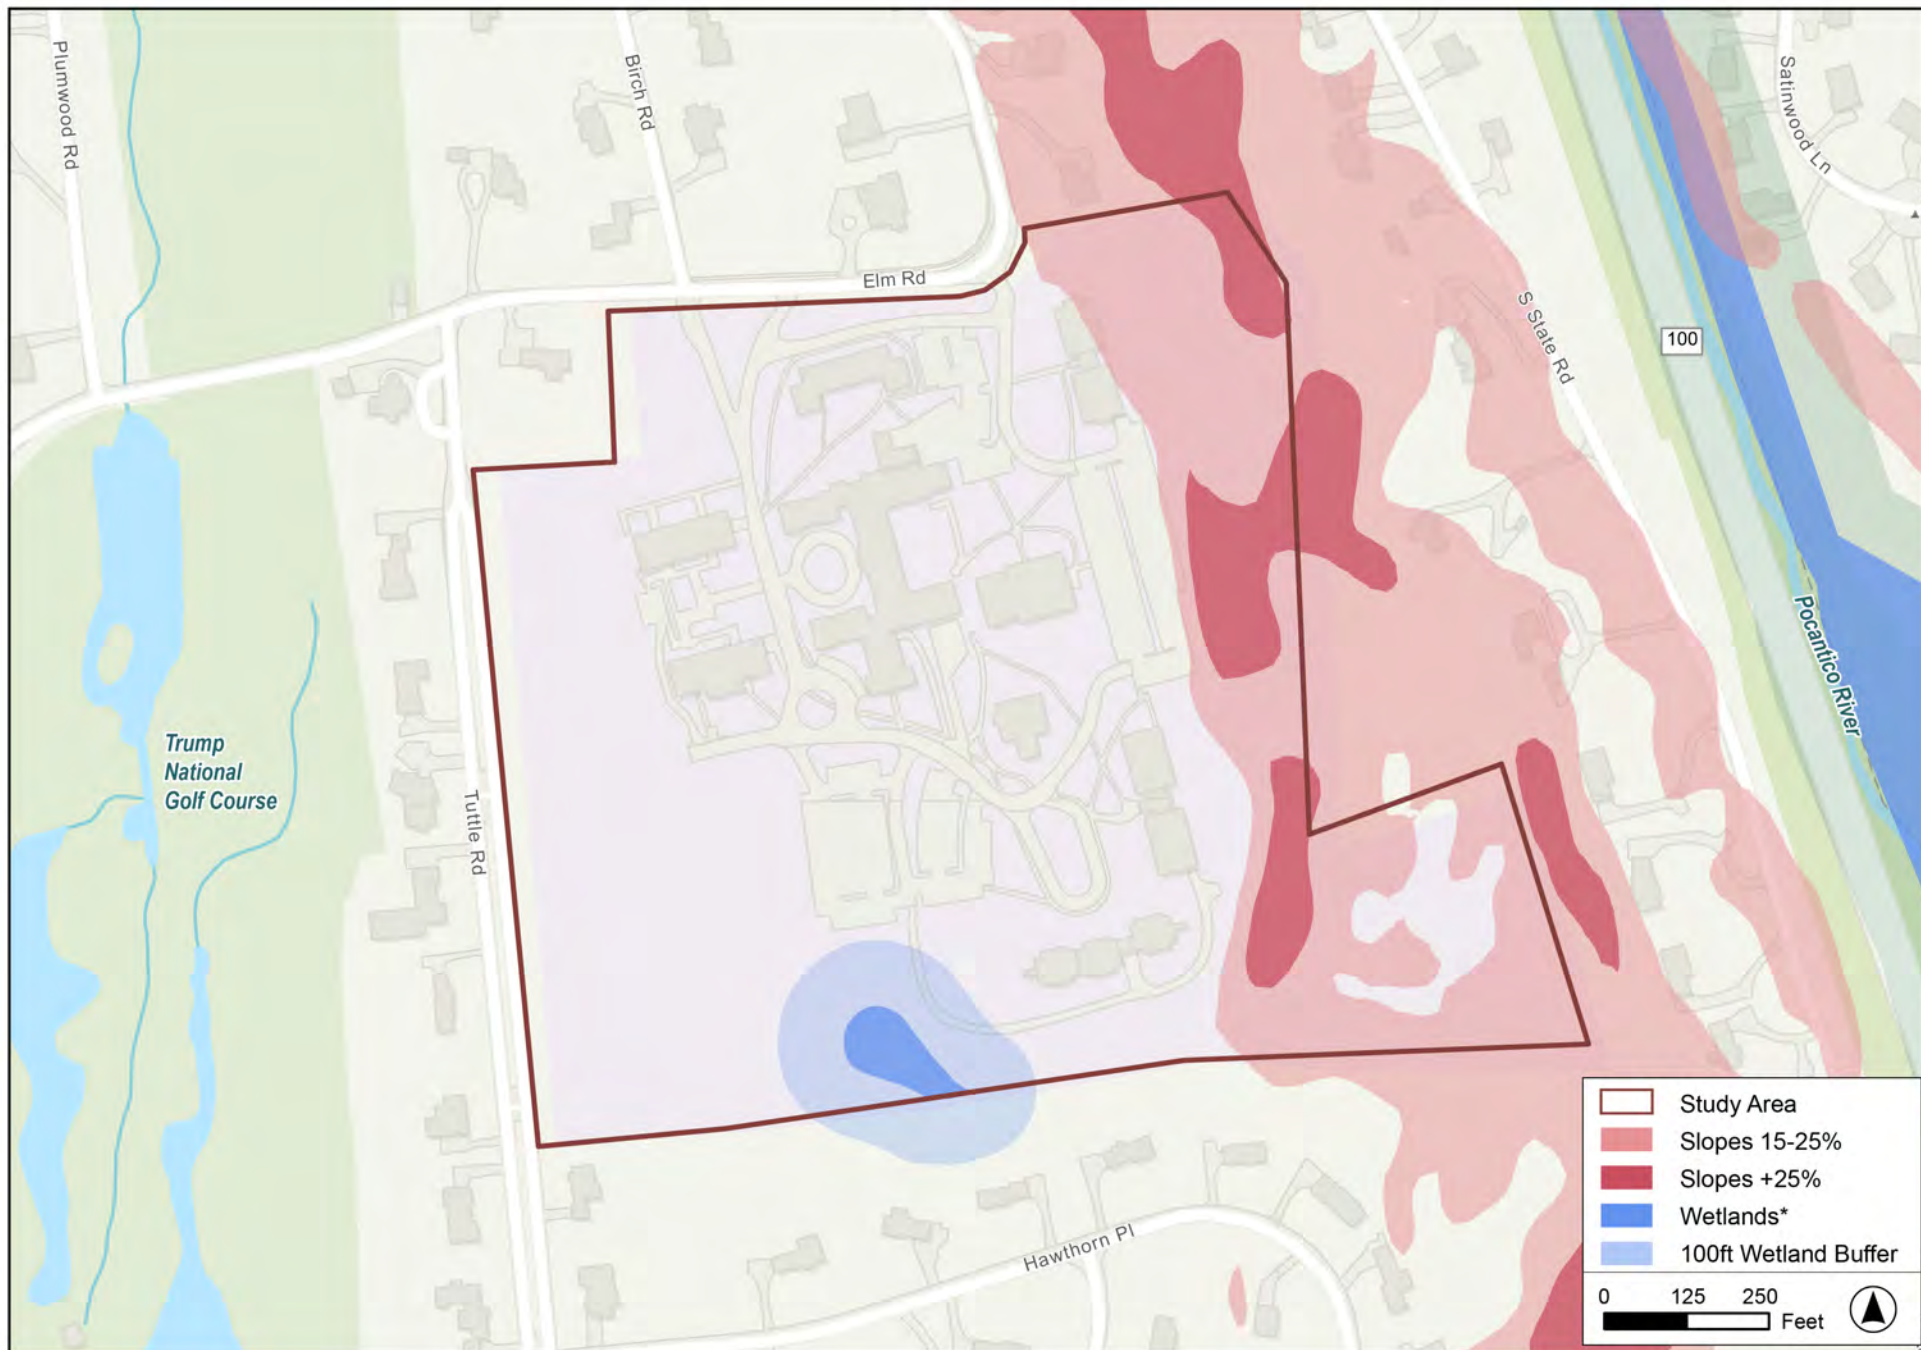 Plumwood Rd
Birch Rd
Satinwood Ln
Elm Rd
S State Rd
100
Pocantico River
Trump
National
Golf Course
Tuttle Rd
Hawthorn Pl
Study Area
Slopes 15-25%
Slopes +25%
Wetlands*
100ft Wetland Buffer
0 125 250
Feet